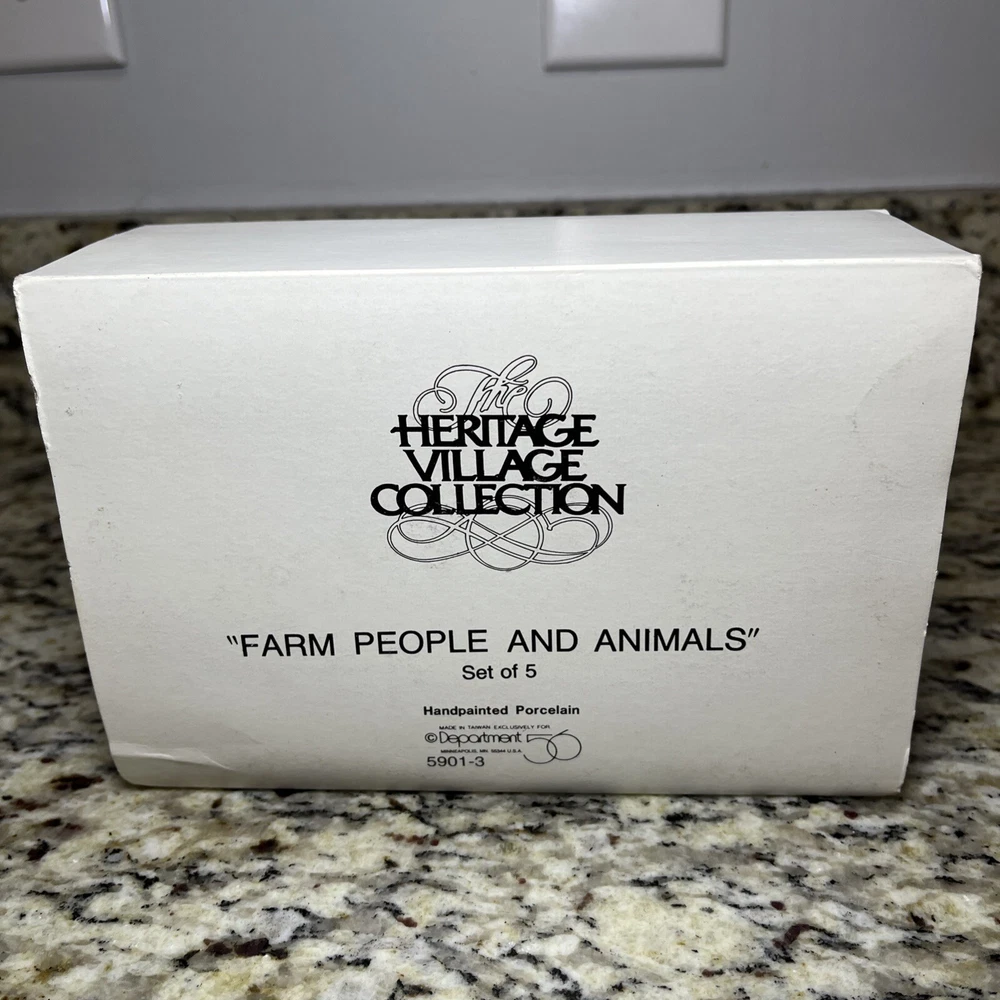 The
HERITAGE
VILLAGE
COLLECTION
"FARM PEOPLE AND ANIMALS"
Set of 5
Handpainted Porcelain
MADE IN TAIWAN EXCLUSIVELY FOR
© Department 56
MINNEAPOLIS, MN 55344 U.S.A.
5901-3